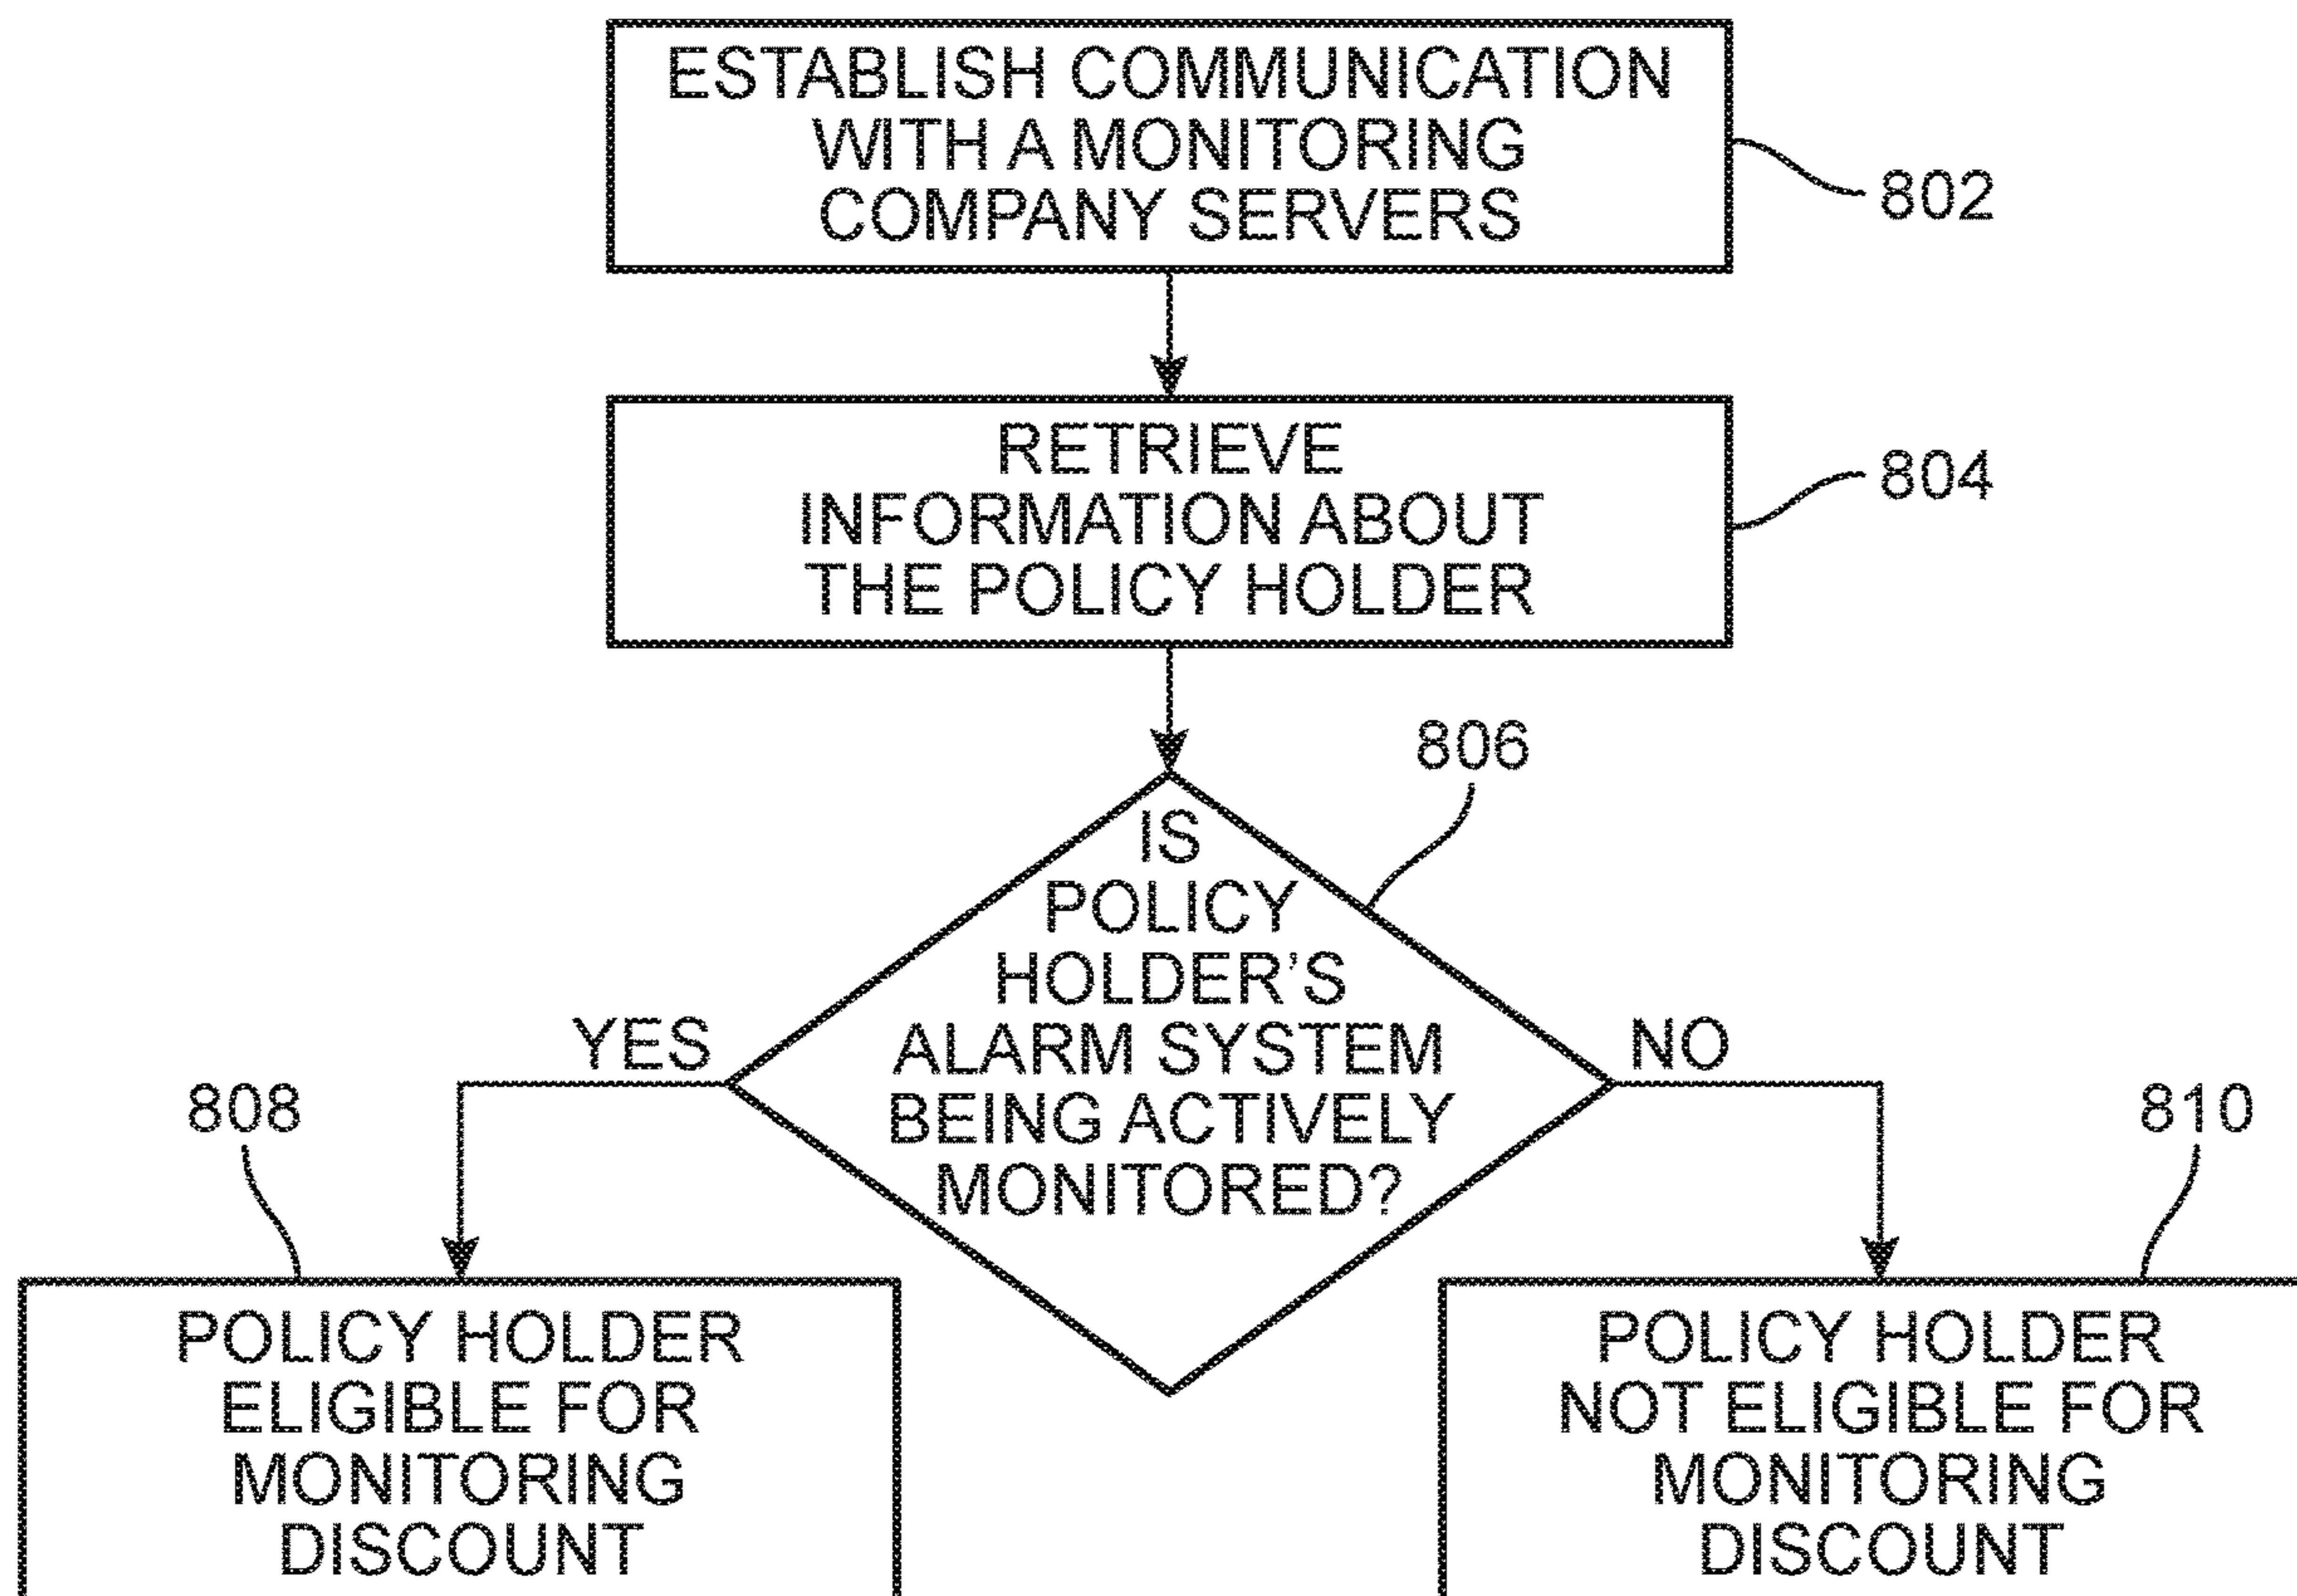 ESTABLISH COMMUNICATION
WITH A MONITORING
COMPANY SERVERS
802
RETRIEVE
INFORMATION ABOUT
THE POLICY HOLDER
804
806
IS
POLICY
HOLDER'S
ALARM SYSTEM
BEING ACTIVELY
MONITORED?
YES
NO
808
810
POLICY HOLDER
ELIGIBLE FOR
MONITORING
DISCOUNT
POLICY HOLDER
NOT ELIGIBLE FOR
MONITORING
DISCOUNT